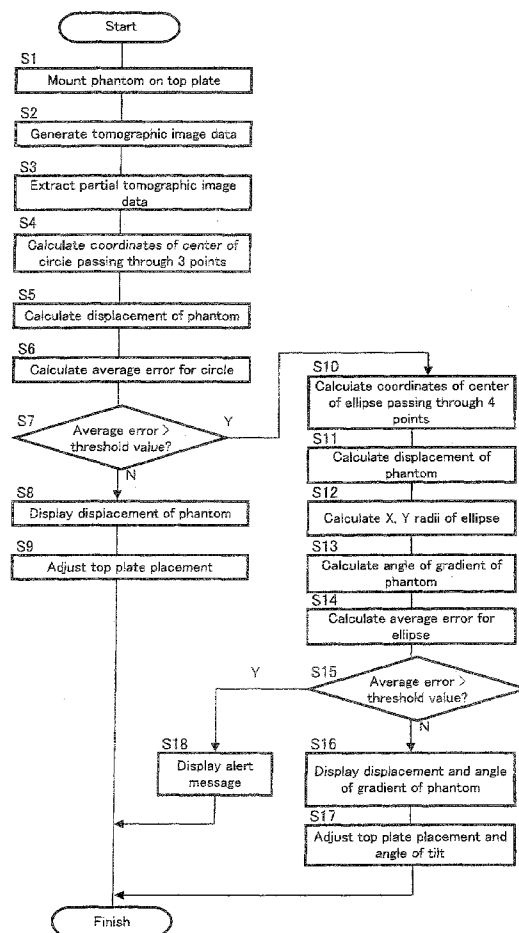 Start
S1
Mount phantom on top plate
S2
Generate tomographic image data
S3
Extract partial tomographic image
data
S4
Calculate coordinates of center of
circle passing through 3 points
S5
Calculate displacement of phantom
S6
Calculate average error for circle
S7
Average error >
threshold value?
Y
N
S8
Display displacement of phantom
S9
Adjust top plate placement
S10
Calculate coordinates of center
of ellipse passing through 4
points
S11
Calculate displacement of
phantom
S12
Calculate X, Y radii of ellipse
S13
Calculate angle of gradient of
phantom
S14
Calculate average error for
ellipse
S15
Average error >
threshold value?
Y
N
S18
Display alert
message
S16
Display displacement and angle
of gradient of phantom
S17
Adjust top plate placement and
angle of tilt
Finish